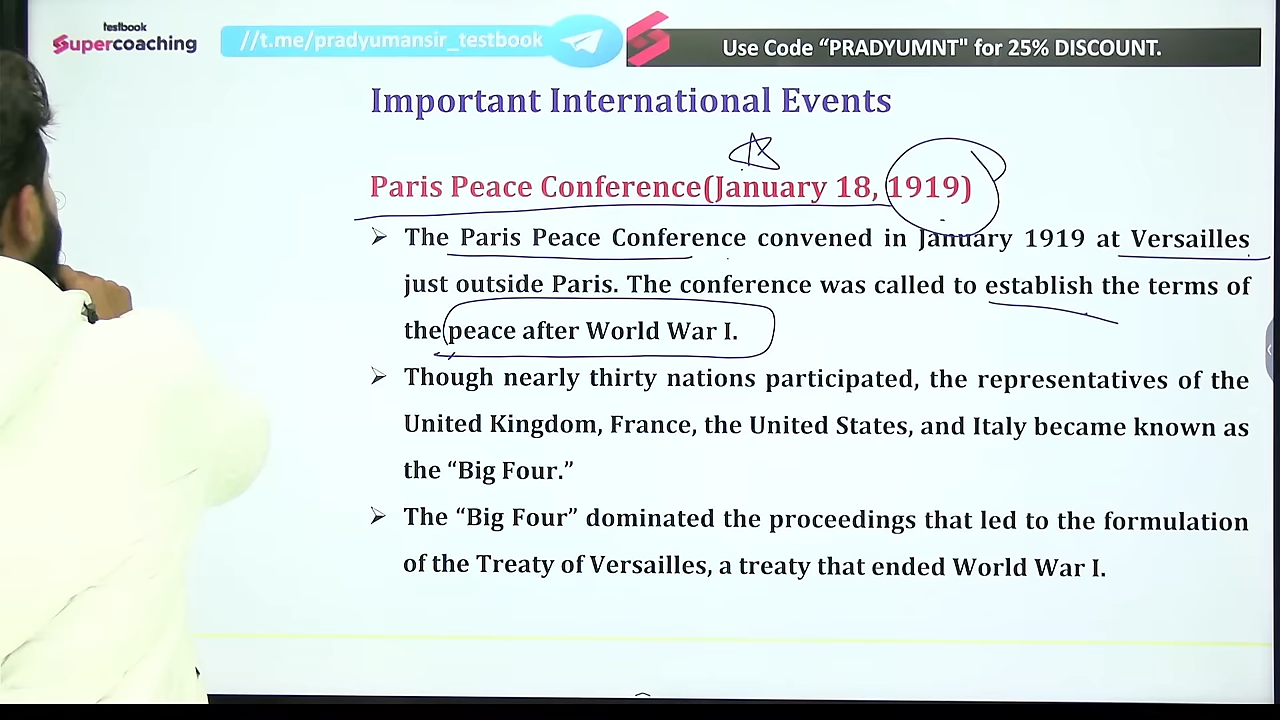 testbook
Supercoaching
//t.me/pradyumansir_testbook
Use Code “PRADYUMNT" for 25% DISCOUNT.
Important International Events
Paris Peace Conference(January 18, 1919)
➢ The Paris Peace Conference convened in January 1919 at Versailles
just outside Paris. The conference was called to establish the terms of
the peace after World War I.
➢ Though nearly thirty nations participated, the representatives of the
United Kingdom, France, the United States, and Italy became known as
the “Big Four.”
➢ The “Big Four” dominated the proceedings that led to the formulation
of the Treaty of Versailles, a treaty that ended World War I.